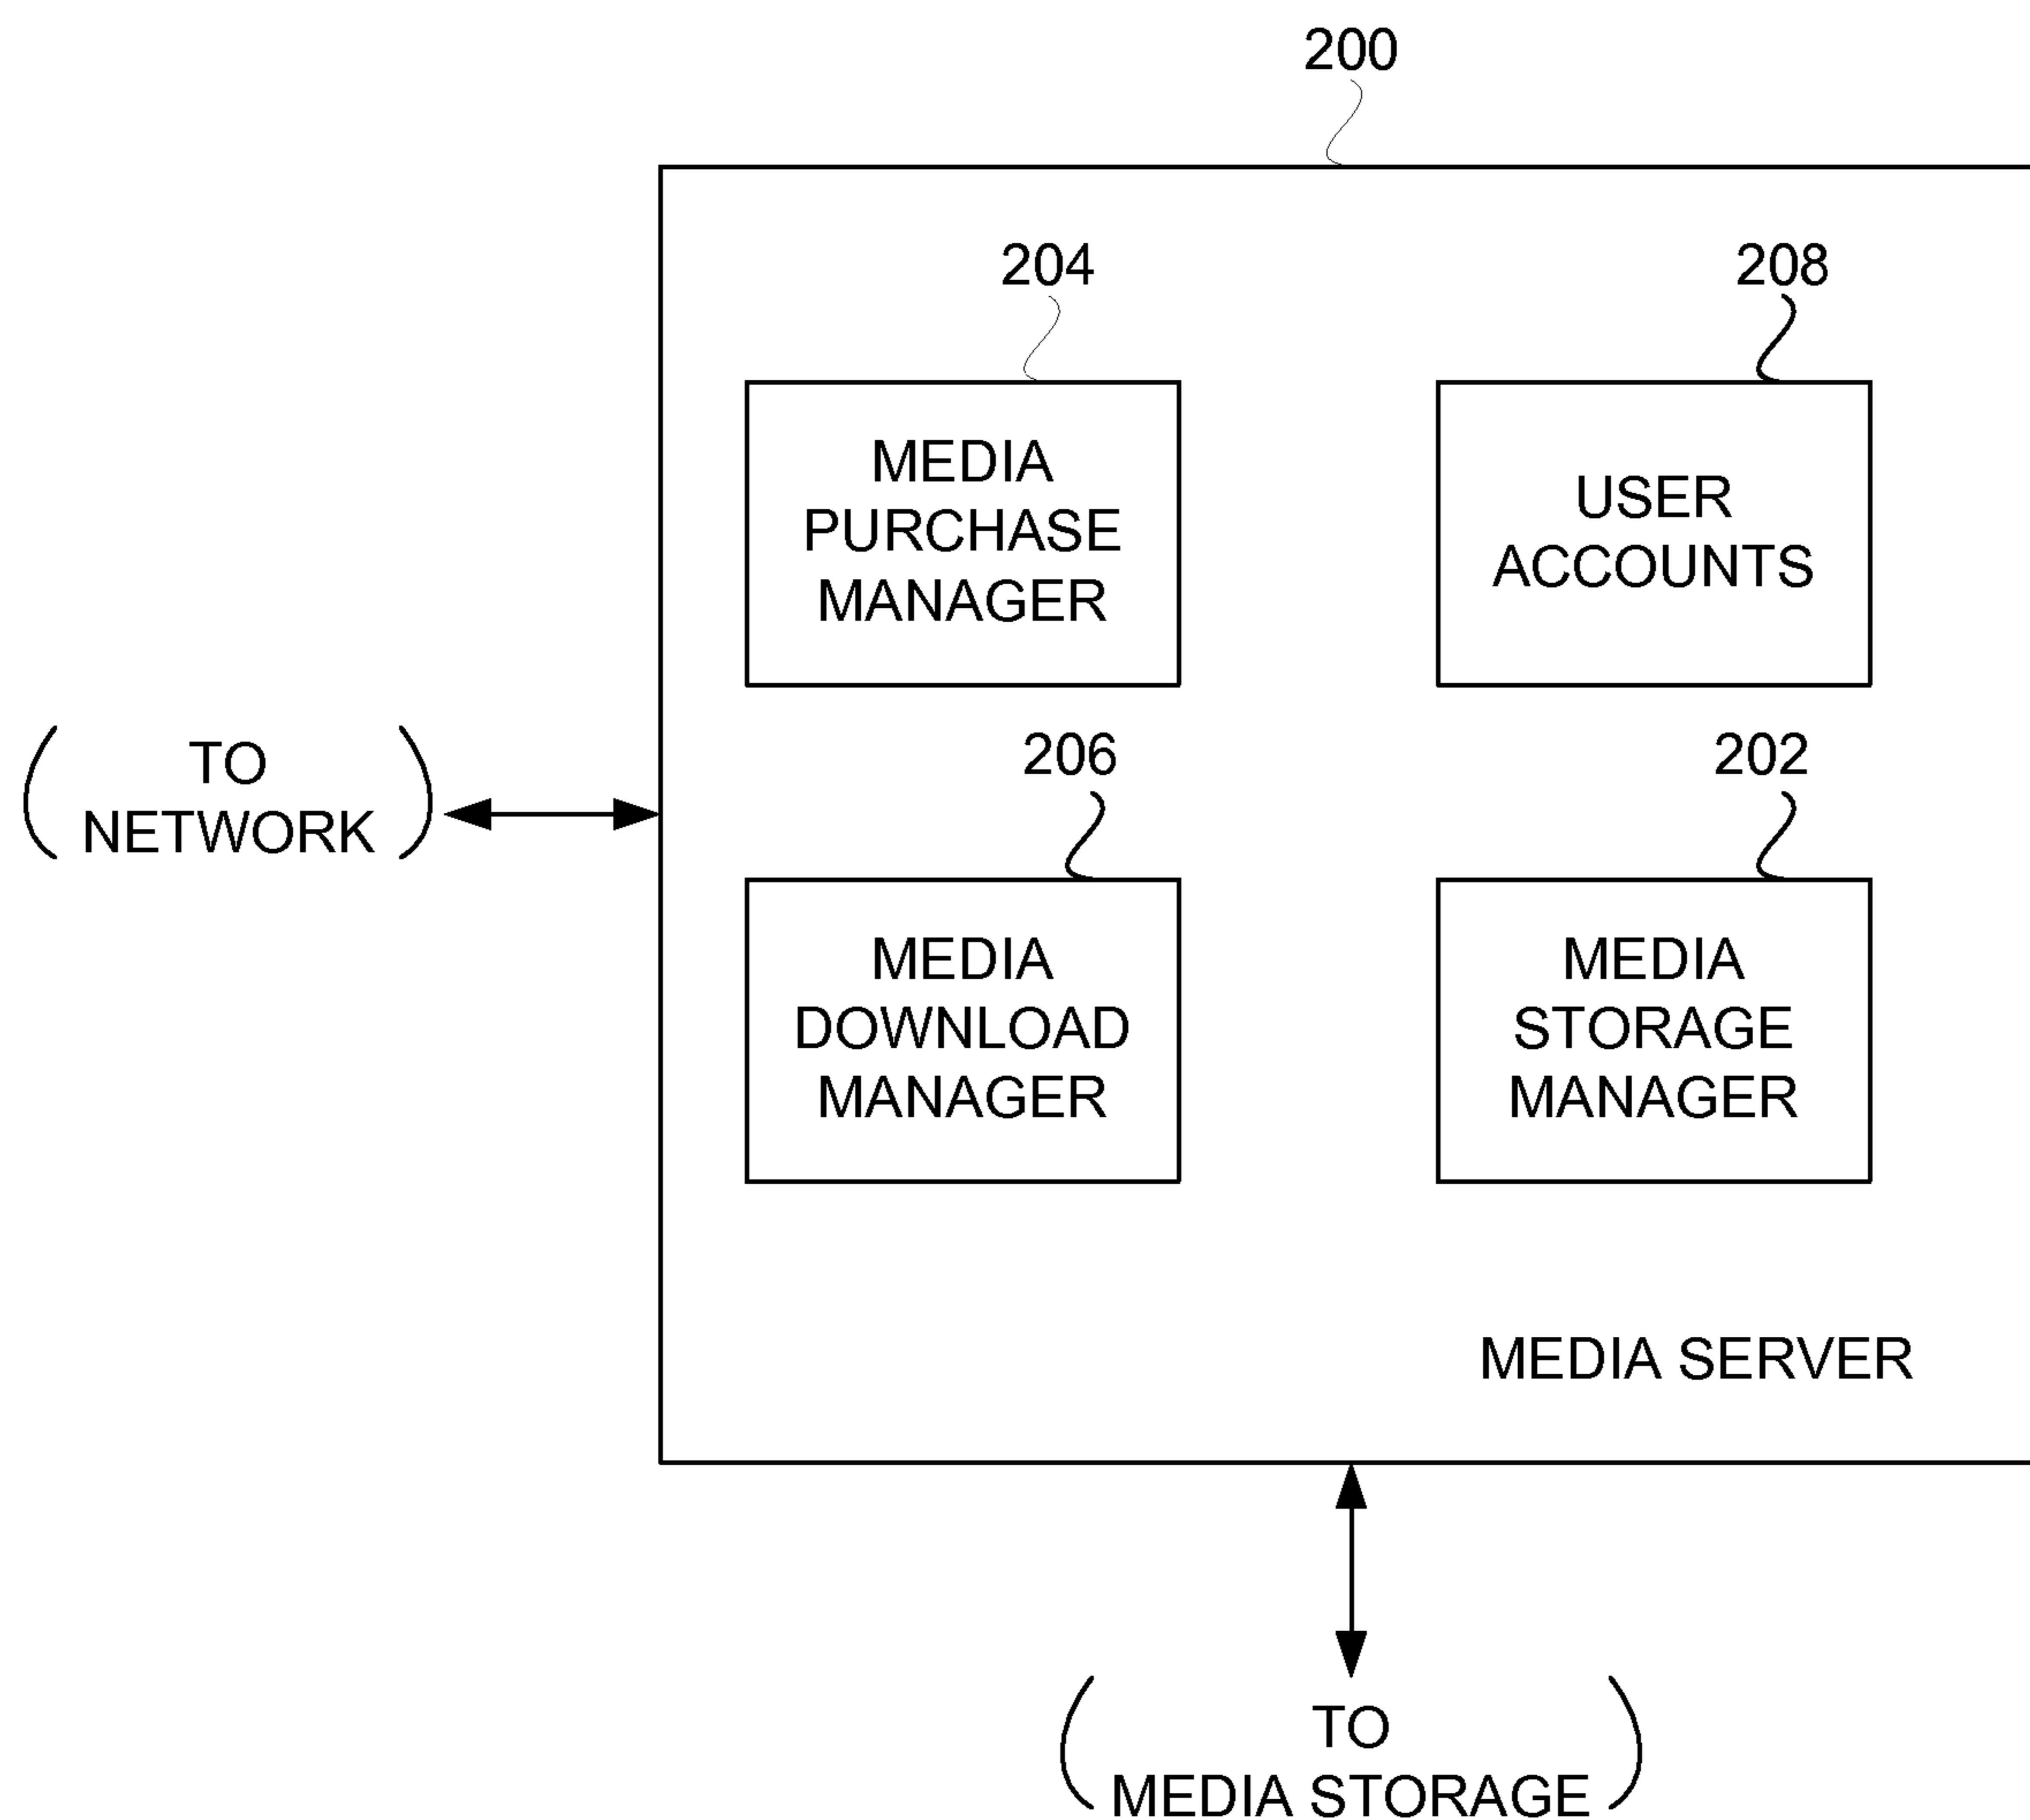 200
204
208
MEDIA
PURCHASE
MANAGER
USER
ACCOUNTS
206
202
( TO
NETWORK )
MEDIA
DOWNLOAD
MANAGER
MEDIA
STORAGE
MANAGER
MEDIA SERVER
( TO
MEDIA STORAGE )